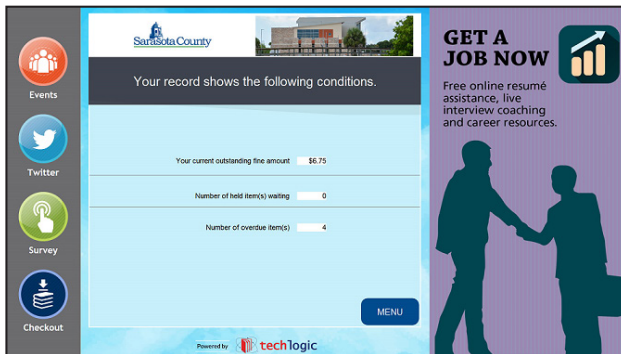 Events
Twitter
Survey
Checkout
Sarasota County
Your record shows the following conditions.
Your current outstanding fine amount $6.75
Number of held item(s) waiting 0
Number of overdue item(s) 4
MENU
Powered by techlogic
GET A
JOB NOW
Free online resumé
assistance, live
interview coaching
and career resources.